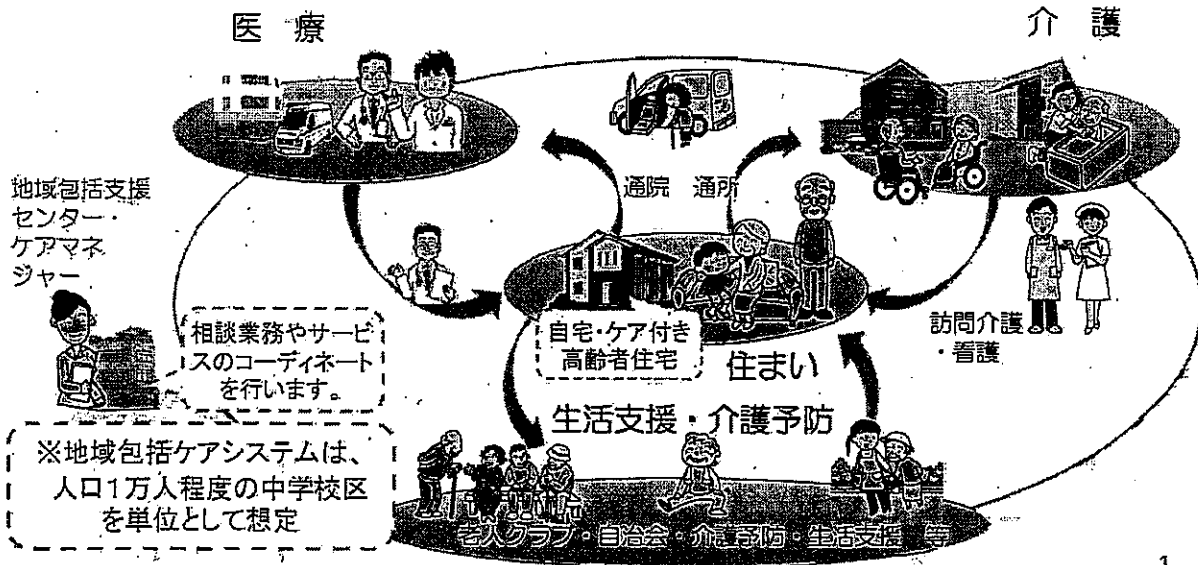 医 療
介 護
通院 通所
地域包括支援
センター・
ケアマネ
ジャー
相談業務やサービ
スのコーディネート
を行います。
自宅・ケア付き
高齢者住宅
住まい
訪問介護
・看護
生活支援・介護予防
※地域包括ケアシステムは、
人口1万人程度の中学校区
を単位として想定
老人クラブ・自治会・介護予防・生活支援 等
1